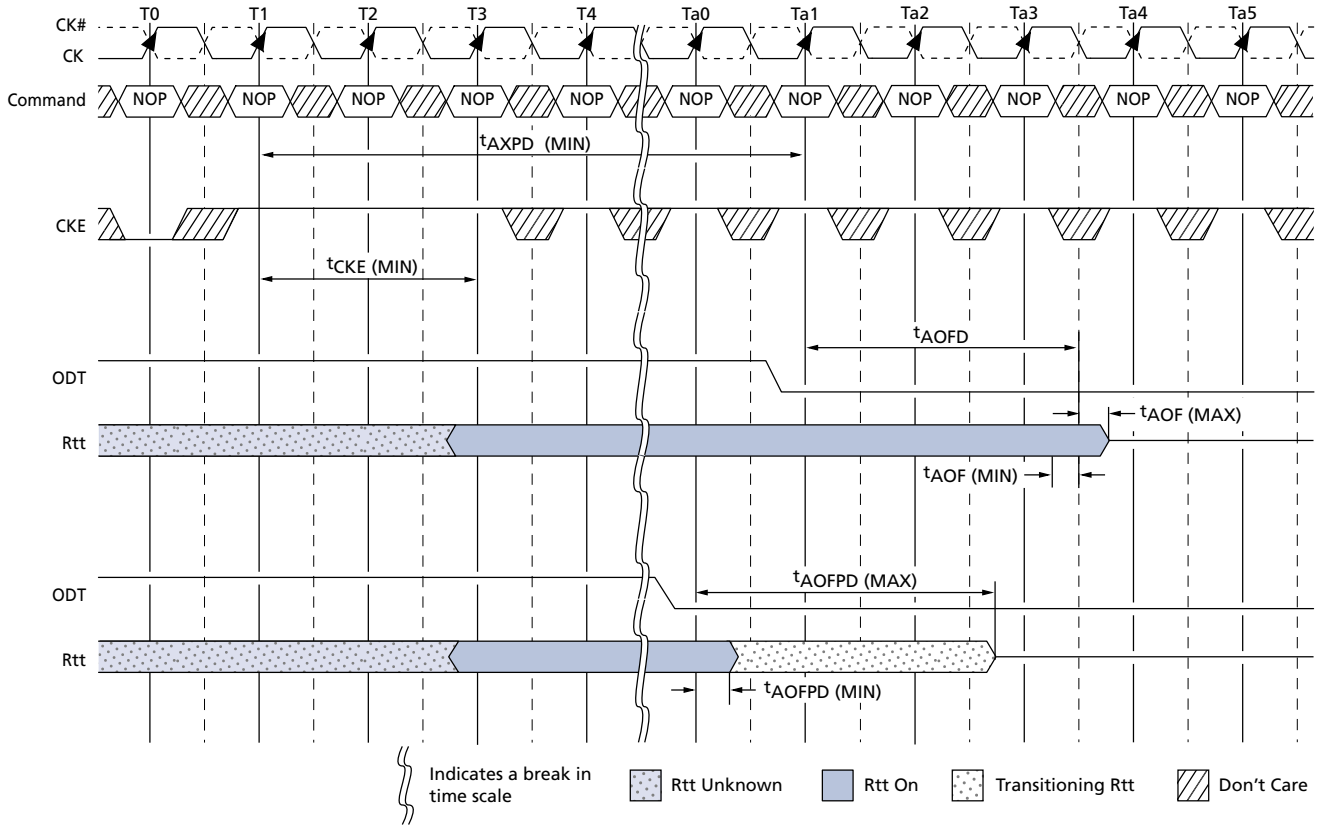 T0 T1 T2 T3 T4 Ta0 Ta1 Ta2 Ta3 Ta4 Ta5
CK#
CK
Command NOP NOP NOP NOP NOP NOP NOP NOP NOP NOP NOP
tAXPD (MIN)
CKE
tCKE (MIN)
tAOFD
ODT
tAOF (MAX)
Rtt
tAOF (MIN)
tAOFPD (MAX)
ODT
Rtt
tAOFPD (MIN)
Indicates a break in
time scale
Rtt Unknown
Rtt On
Transitioning Rtt
Don't Care